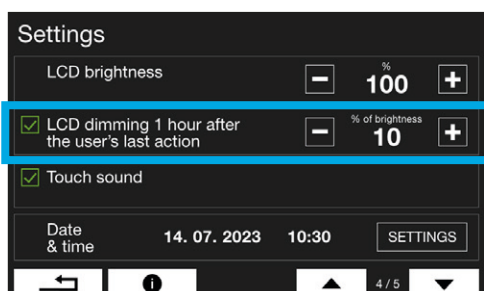 Settings
LCD brightness
%
− 100 +
LCD dimming 1 hour after
the user's last action
% of brightness
− 10 +
Touch sound
Date
& time
14. 07. 2023 10:30 SETTINGS
i 4 / 5